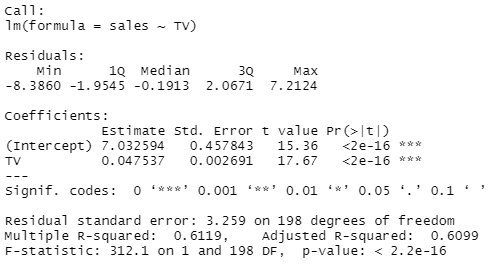 Call:
lm(formula = sales ~ TV)
Residuals:
Min 1Q Median 3Q Max
-8.3860 -1.9545 -0.1913 2.0671 7.2124
Coefficients:
Estimate Std. Error t value Pr(>|t|)
(Intercept) 7.032594 0.457843 15.36 <2e-16 ***
TV 0.047537 0.002691 17.67 <2e-16 ***
---
Signif. codes: 0 ‘***’ 0.001 ‘**’ 0.01 ‘*’ 0.05 ‘.’ 0.1 ‘ ’
Residual standard error: 3.259 on 198 degrees of freedom
Multiple R-squared: 0.6119, Adjusted R-squared: 0.6099
F-statistic: 312.1 on 1 and 198 DF, p-value: < 2.2e-16